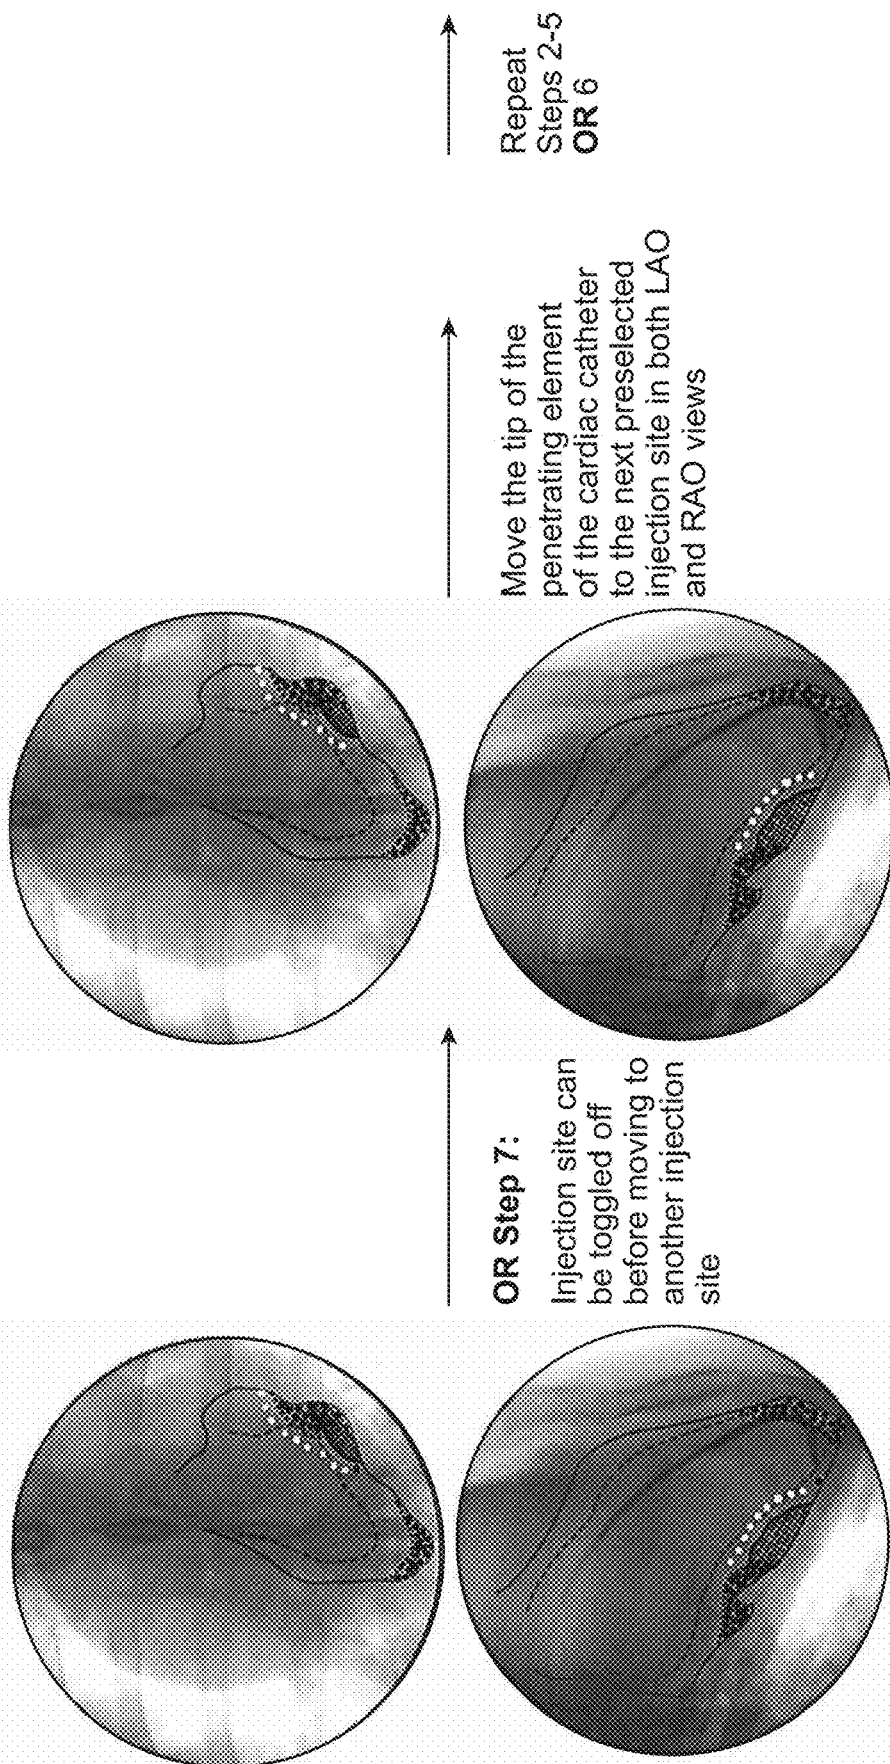 OR Step 7:
Injection site can
be toggled off
before moving to
another injection
site
Move the tip of the
penetrating element
of the cardiac catheter
to the next preselected
injection site in both LAO
and RAO views
Repeat
Steps 2-5
OR 6